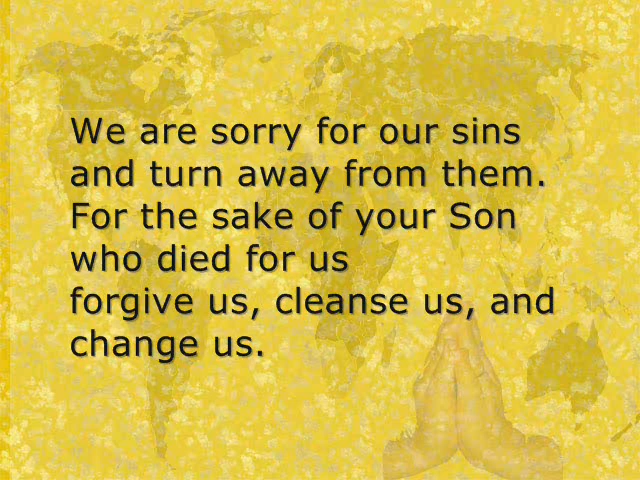 We are sorry for our sins
and turn away from them.
For the sake of your Son
who died for us
forgive us, cleanse us, and
change us.